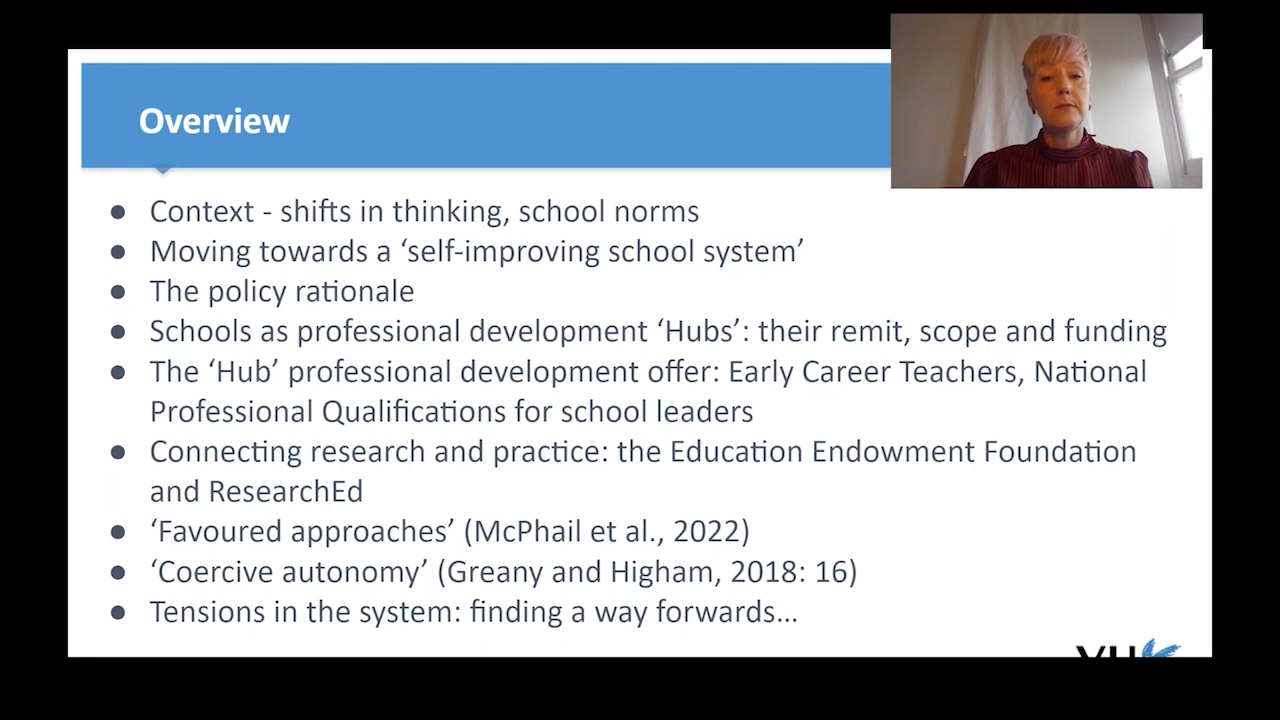 Overview
● Context - shifts in thinking, school norms
● Moving towards a ‘self-improving school system’
● The policy rationale
● Schools as professional development ‘Hubs’: their remit, scope and funding
● The ‘Hub’ professional development offer: Early Career Teachers, National
Professional Qualifications for school leaders
● Connecting research and practice: the Education Endowment Foundation
and ResearchEd
● ‘Favoured approaches’ (McPhail et al., 2022)
● ‘Coercive autonomy’ (Greany and Higham, 2018: 16)
● Tensions in the system: finding a way forwards…